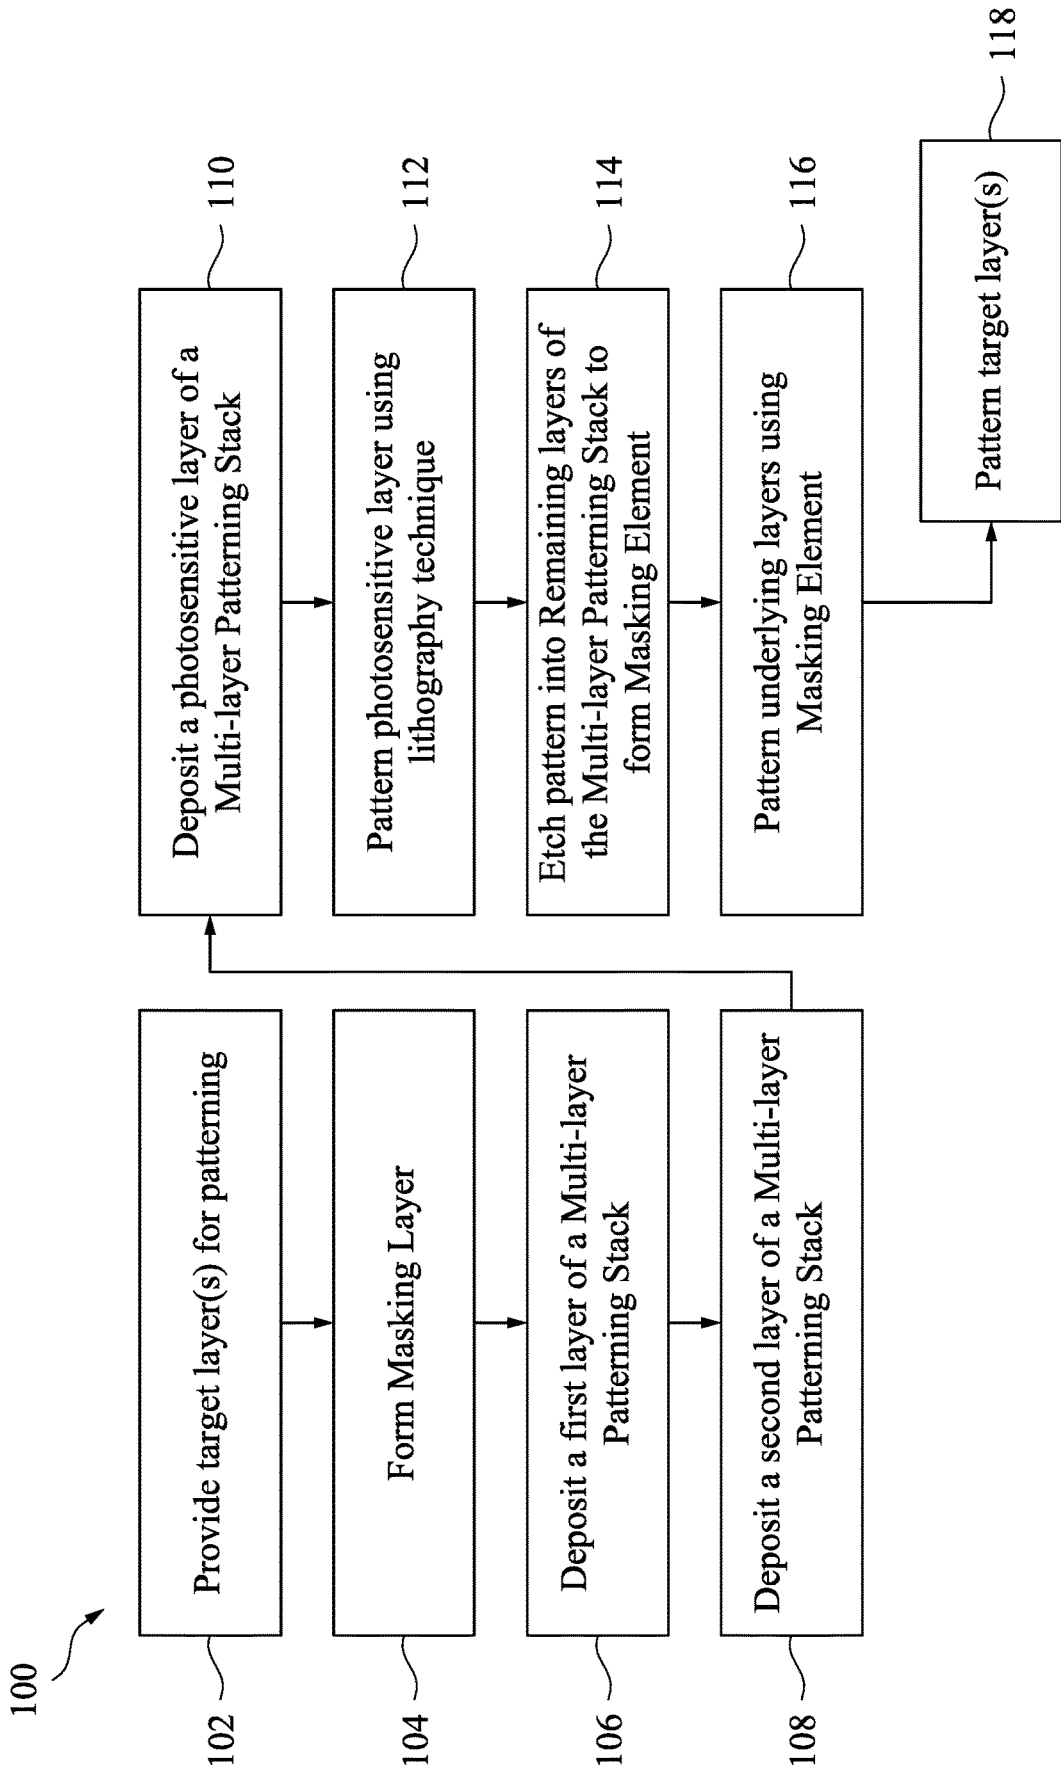 100
102
Provide target layer(s) for patterning
104
Form Masking Layer
106
Deposit a first layer of a Multi-layer
Patterning Stack
108
Deposit a second layer of a Multi-layer
Patterning Stack
110
Deposit a photosensitive layer of a
Multi-layer Patterning Stack
112
Pattern photosensitive layer using
lithography technique
114
Etch pattern into Remaining layers of
the Multi-layer Patterning Stack to
form Masking Element
116
Pattern underlying layers using
Masking Element
118
Pattern target layer(s)